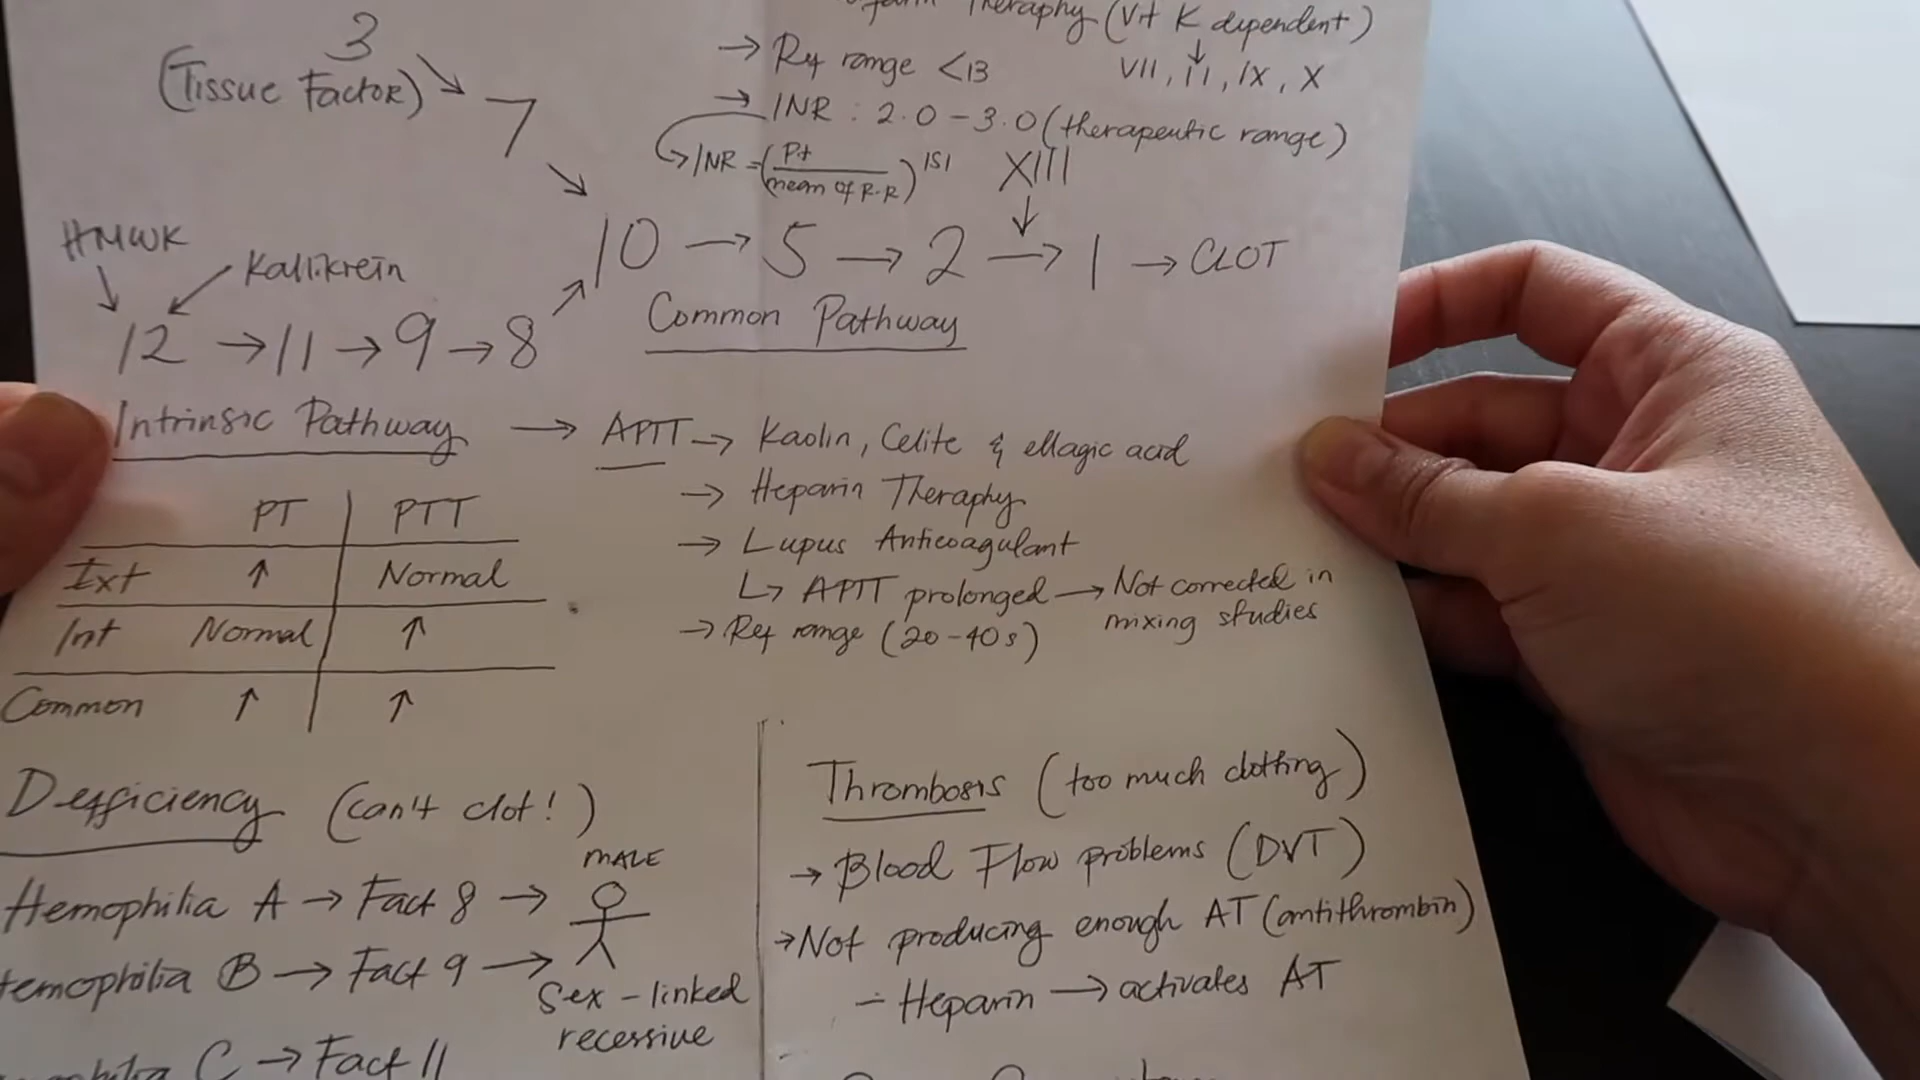 Theraphy (Vit K dependent)
→ Ref range <13
VII, II, IX, X
→ INR : 2.0 - 3.0 (therapeutic range)
INR = (Pt / mean of R.R) ISI
3
(Tissue Factor)
7
XIII
HMWK
Kallikrein
10 → 5 → 2 → 1 → CLOT
Common Pathway
12 → 11 → 9 → 8
Intrinsic Pathway → APTT → Kaolin, Celite & ellagic acid
→ Heparin Theraphy
→ Lupus Anticoagulant
↳ APTT prolonged → Not corrected in
mixing studies
→ Ref range (20-40s)
PT | PTT
Ext ↑ | Normal
Int Normal | ↑
Common ↑ | ↑
Defficiency (can't clot!)
MALE
Hemophilia A → Fact 8 →
Hemophilia B → Fact 9 →
Sex-linked
recessive
C → Fact 11
Thrombosis (too much clotting)
→ Blood Flow problems (DVT)
→ Not producing enough AT (antithrombin)
- Heparin → activates AT